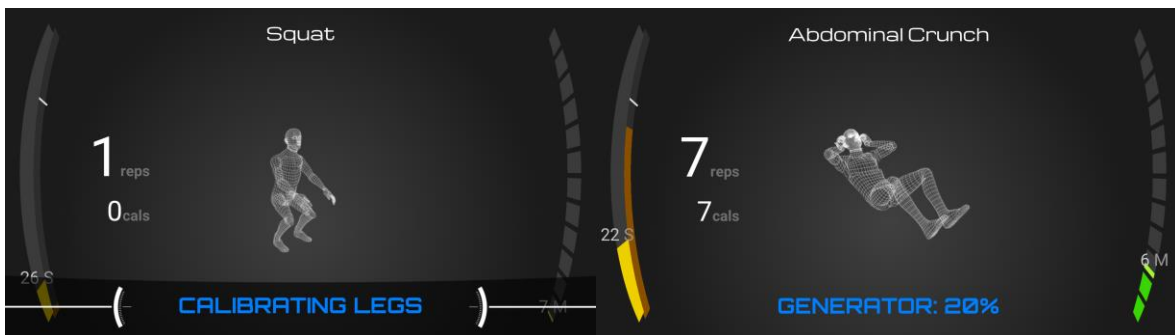 Squat
1 reps
0 cals
26 S
7 M
CALIBRATING LEGS
Abdominal Crunch
7 reps
7 cals
22 S
6 M
GENERATOR: 20%